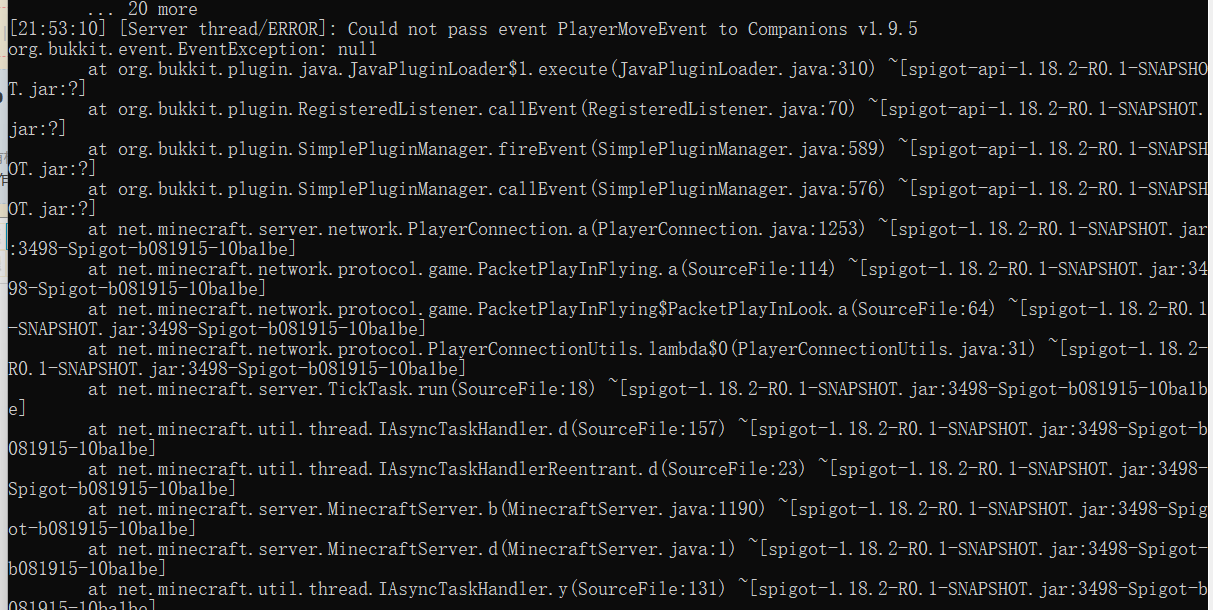 ... 20 more
[21:53:10] [Server thread/ERROR]: Could not pass event PlayerMoveEvent to Companions v1.9.5
org.bukkit.event.EventException: null
at org.bukkit.plugin.java.JavaPluginLoader$1.execute(JavaPluginLoader.java:310) ~[spigot-api-1.18.2-R0.1-SNAPSHO
T.jar:?]
at org.bukkit.plugin.RegisteredListener.callEvent(RegisteredListener.java:70) ~[spigot-api-1.18.2-R0.1-SNAPSHOT.
jar:?]
at org.bukkit.plugin.SimplePluginManager.fireEvent(SimplePluginManager.java:589) ~[spigot-api-1.18.2-R0.1-SNAPSH
OT.jar:?]
at org.bukkit.plugin.SimplePluginManager.callEvent(SimplePluginManager.java:576) ~[spigot-api-1.18.2-R0.1-SNAPSH
OT.jar:?]
at net.minecraft.server.network.PlayerConnection.a(PlayerConnection.java:1253) ~[spigot-1.18.2-R0.1-SNAPSHOT.jar
:3498-Spigot-b081915-10ba1be]
at net.minecraft.network.protocol.game.PacketPlayInFlying.a(SourceFile:114) ~[spigot-1.18.2-R0.1-SNAPSHOT.jar:34
98-Spigot-b081915-10ba1be]
at net.minecraft.network.protocol.game.PacketPlayInFlying$PacketPlayInLook.a(SourceFile:64) ~[spigot-1.18.2-R0.1
-SNAPSHOT.jar:3498-Spigot-b081915-10ba1be]
at net.minecraft.network.protocol.PlayerConnectionUtils.lambda$0(PlayerConnectionUtils.java:31) ~[spigot-1.18.2-
R0.1-SNAPSHOT.jar:3498-Spigot-b081915-10ba1be]
at net.minecraft.server.TickTask.run(SourceFile:18) ~[spigot-1.18.2-R0.1-SNAPSHOT.jar:3498-Spigot-b081915-10ba1b
e]
at net.minecraft.util.thread.IAsyncTaskHandler.d(SourceFile:157) ~[spigot-1.18.2-R0.1-SNAPSHOT.jar:3498-Spigot-b
081915-10ba1be]
at net.minecraft.util.thread.IAsyncTaskHandlerReentrant.d(SourceFile:23) ~[spigot-1.18.2-R0.1-SNAPSHOT.jar:3498-
Spigot-b081915-10ba1be]
at net.minecraft.server.MinecraftServer.b(MinecraftServer.java:1190) ~[spigot-1.18.2-R0.1-SNAPSHOT.jar:3498-Spig
ot-b081915-10ba1be]
at net.minecraft.server.MinecraftServer.d(MinecraftServer.java:1) ~[spigot-1.18.2-R0.1-SNAPSHOT.jar:3498-Spigot-
b081915-10ba1be]
at net.minecraft.util.thread.IAsyncTaskHandler.y(SourceFile:131) ~[spigot-1.18.2-R0.1-SNAPSHOT.jar:3498-Spigot-b
081915-10ba1be]